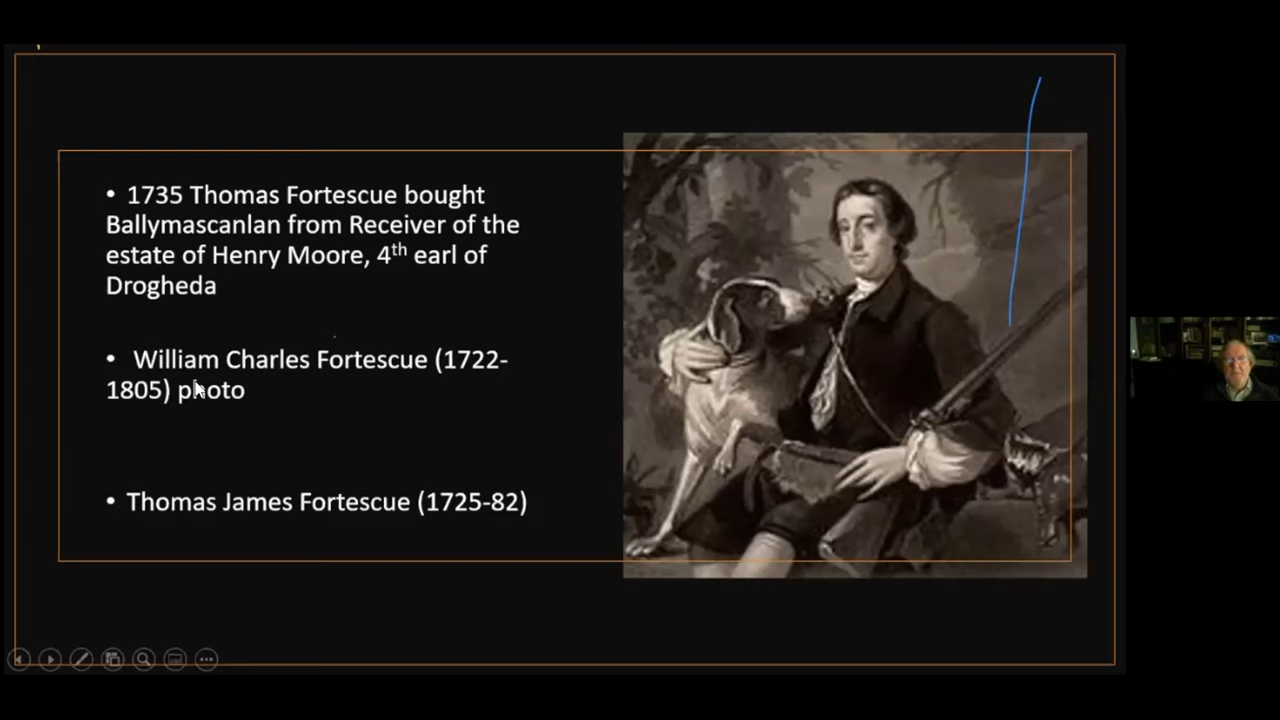 • 1735 Thomas Fortescue bought
Ballymascanlan from Receiver of the
estate of Henry Moore, 4th earl of
Drogheda
• William Charles Fortescue (1722-
1805) photo
• Thomas James Fortescue (1725-82)